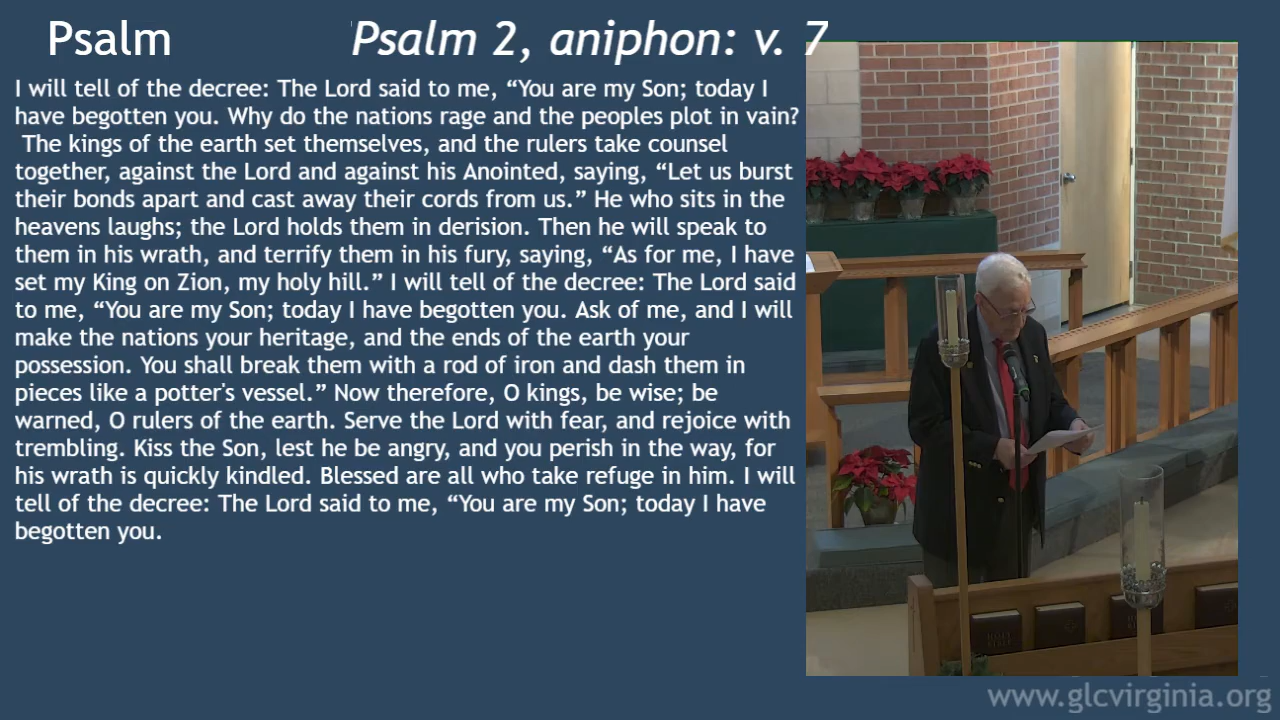 Psalm
Psalm 2, aniphon: v. 7
I will tell of the decree: The Lord said to me, “You are my Son; today I
have begotten you. Why do the nations rage and the peoples plot in vain?
The kings of the earth set themselves, and the rulers take counsel
together, against the Lord and against his Anointed, saying, “Let us burst
their bonds apart and cast away their cords from us.” He who sits in the
heavens laughs; the Lord holds them in derision. Then he will speak to
them in his wrath, and terrify them in his fury, saying, “As for me, I have
set my King on Zion, my holy hill.” I will tell of the decree: The Lord said
to me, “You are my Son; today I have begotten you. Ask of me, and I will
make the nations your heritage, and the ends of the earth your
possession. You shall break them with a rod of iron and dash them in
pieces like a potter's vessel.” Now therefore, O kings, be wise; be
warned, O rulers of the earth. Serve the Lord with fear, and rejoice with
trembling. Kiss the Son, lest he be angry, and you perish in the way, for
his wrath is quickly kindled. Blessed are all who take refuge in him. I will
tell of the decree: The Lord said to me, “You are my Son; today I have
begotten you.
HOLY
BIBLE
www.glcvirginia.org